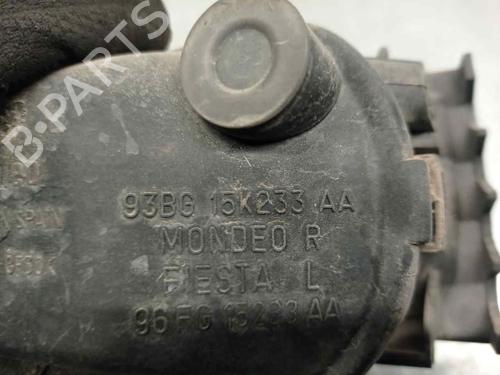 B-PARTS
93BG 15K233 AA
MONDEO R
FIESTA L
96FG 15233 AA